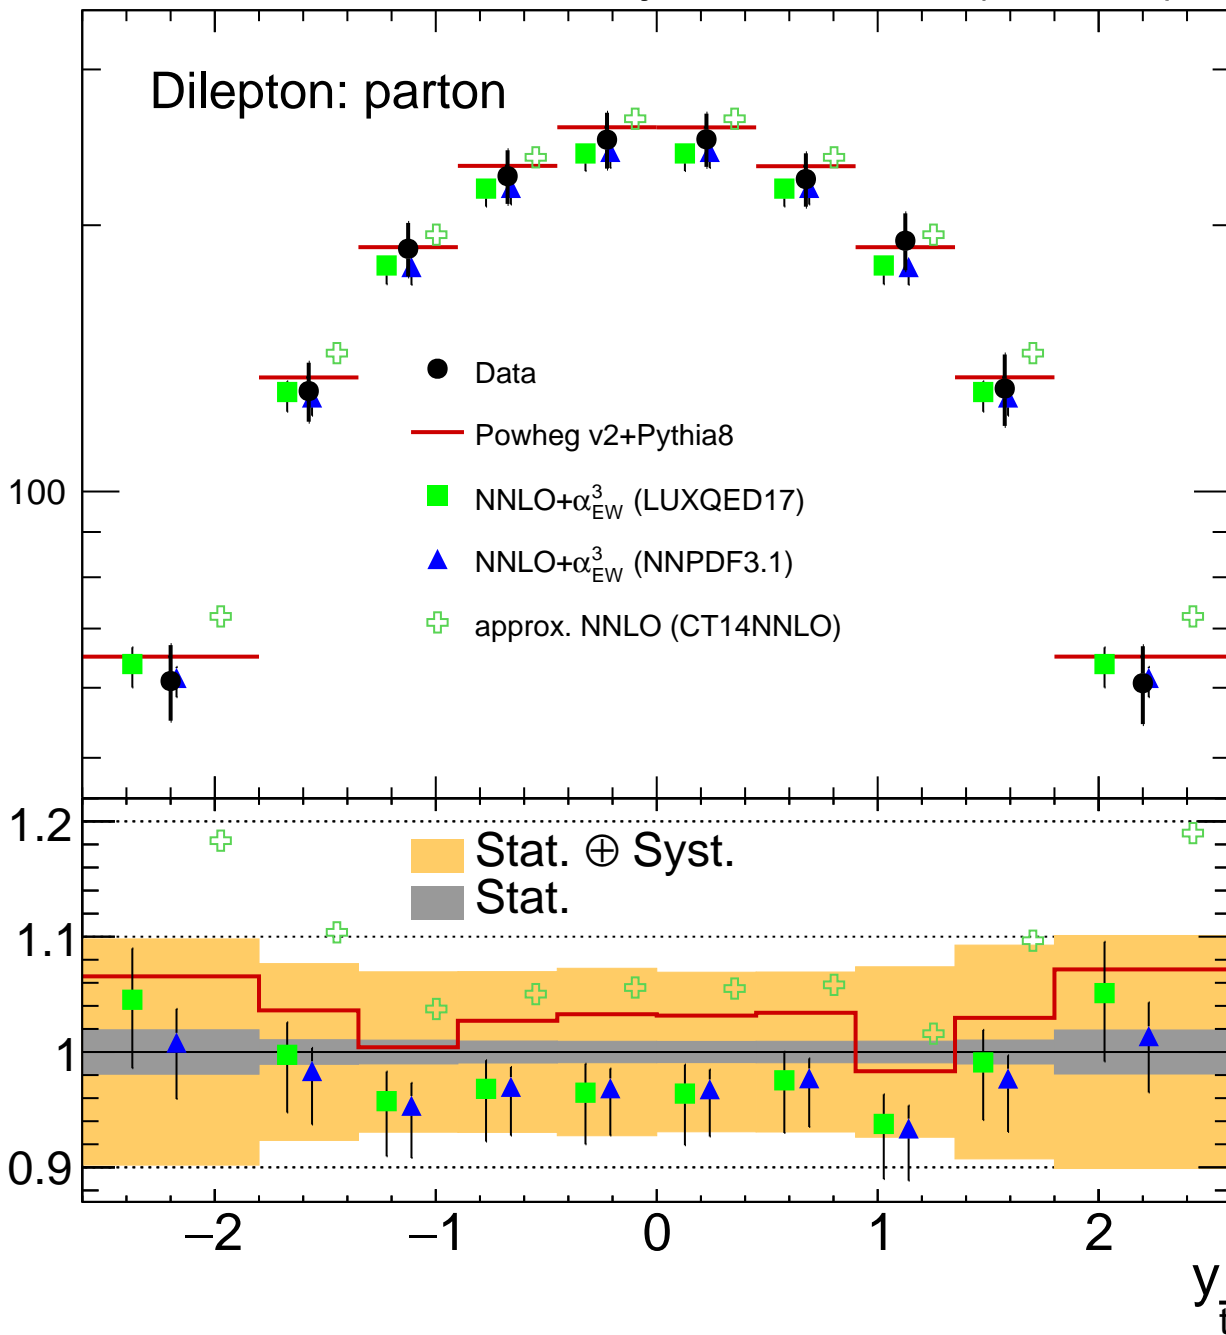 Dilepton: parton
Data
Powheg v2+Pythia8
100
NNLO+α³EW (LUXQED17)
NNLO+α³EW (NNPDF3.1)
approx. NNLO (CT14NNLO)
1.2
Stat. ⊕ Syst.
Stat.
1.1
1
0.9
−2 −1 0 1 2
y